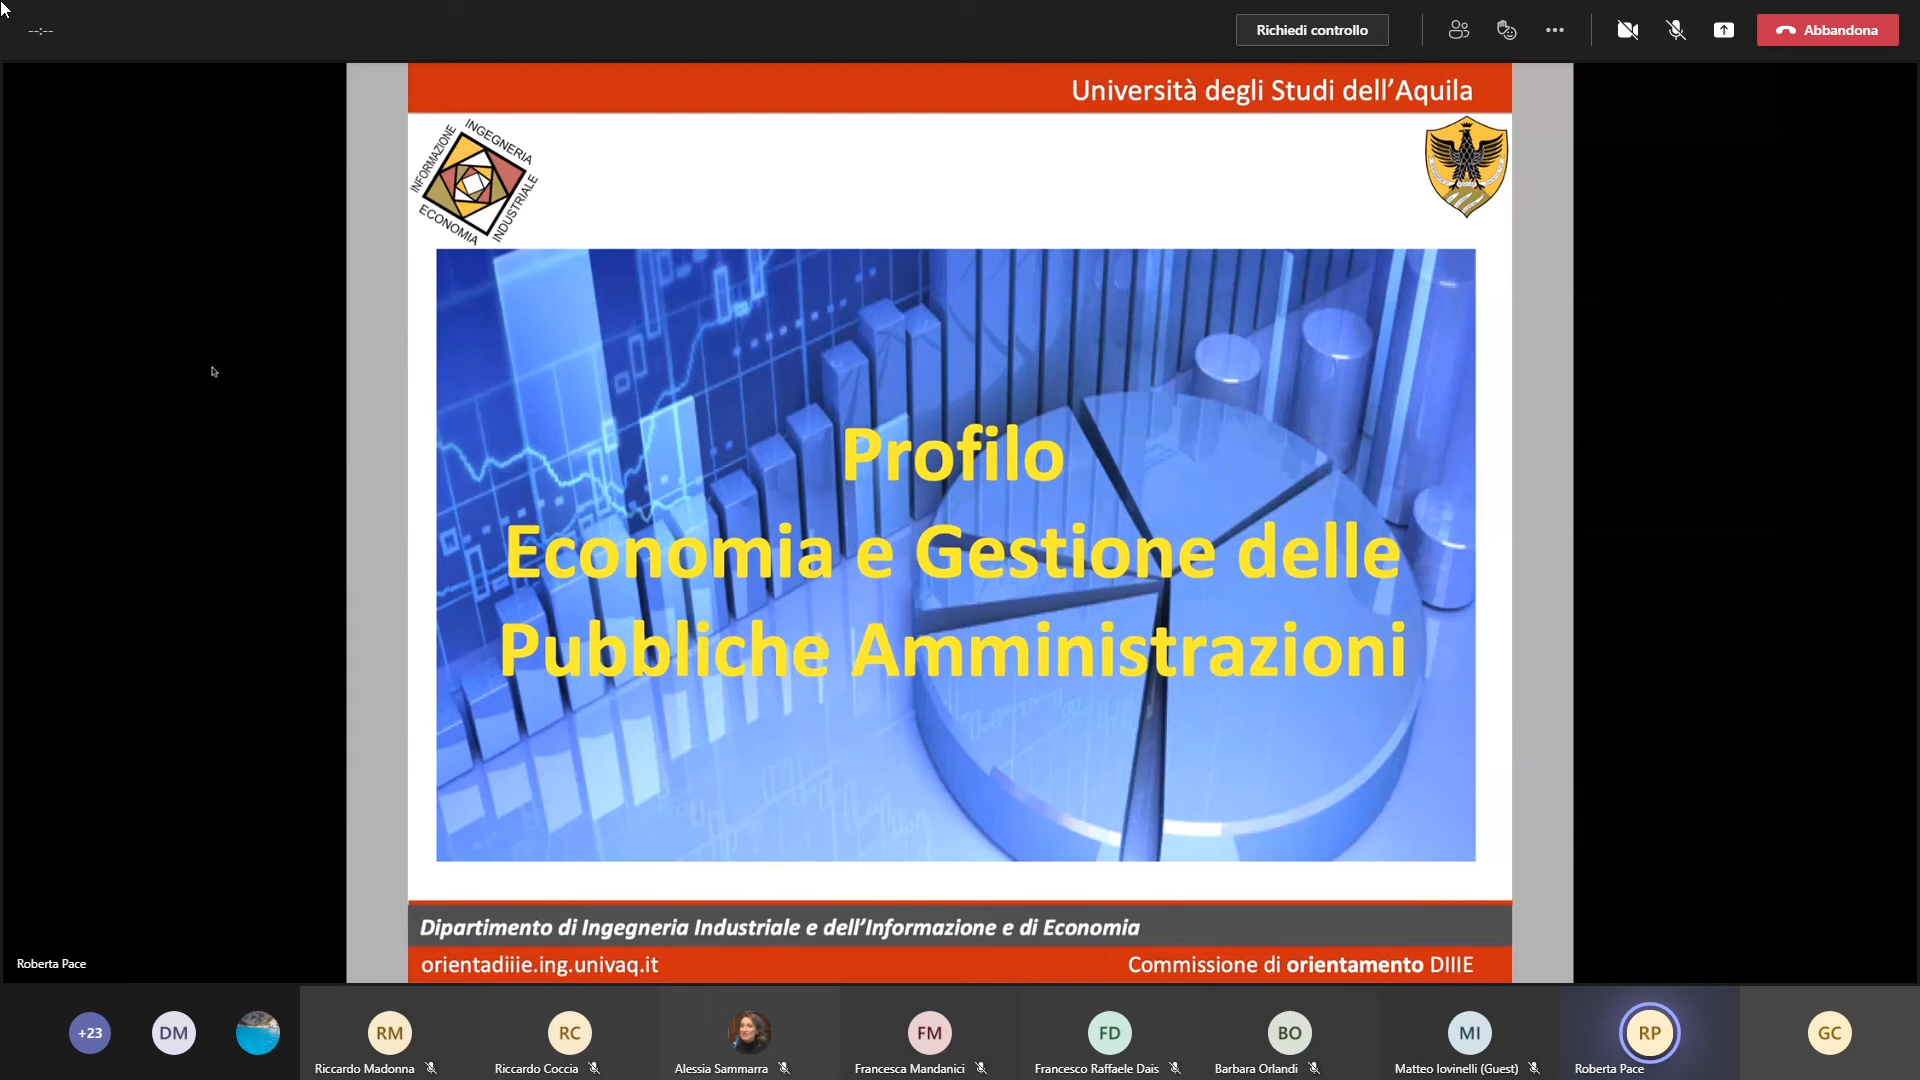 --:--
Richiedi controllo
Abbandona
Università degli Studi dell'Aquila
INGEGNERIA
INFORMAZIONE
INDUSTRIALE
ECONOMIA
Profilo
Economia e Gestione delle
Pubbliche Amministrazioni
Dipartimento di Ingegneria Industriale e dell'Informazione e di Economia
orientadiiie.ing.univaq.it
Commissione di orientamento DIIIE
Roberta Pace
+23
DM
RM
RC
FM
FD
BO
MI
RP
GC
Riccardo Madonna
Riccardo Coccia
Alessia Sammarra
Francesca Mandanici
Francesco Raffaele Dais
Barbara Orlandi
Matteo Iovinelli (Guest)
Roberta Pace